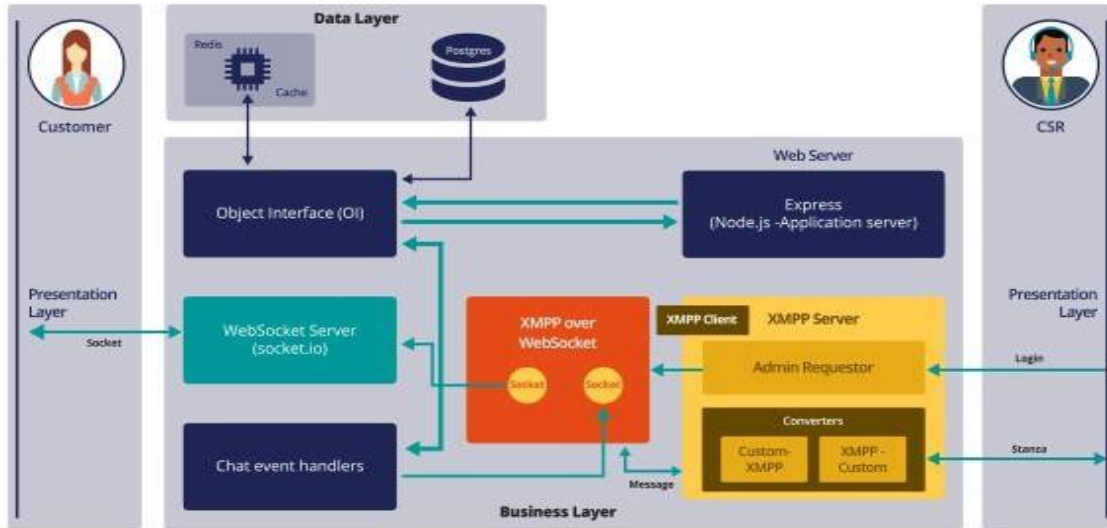 Data Layer
Redis
Cache
Postgres
Customer
CSR
Web Server
Object Interface (OI)
Express
(Node.js -Application server)
Presentation
Layer
Socket
WebSocket Server
(socket.io)
XMPP over
WebSocket
Socket
Socket
XMPP Client
XMPP Server
Admin Requestor
Converters
Custom-
XMPP
XMPP -
Custom
Presentation
Layer
Login
Stanza
Chat event handlers
Message
Business Layer